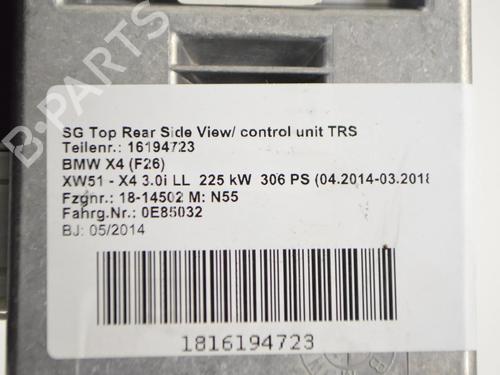 SG Top Rear Side View/ control unit TRS
Teilenr.: 16194723
BMW X4 (F26)
XW51 - X4 3.0i LL 225 kW 306 PS (04.2014-03.2018
Fzgnr.: 18-14502 M: N55
Fahrg.Nr.: 0E85032
BJ: 05/2014
1816194723
B-PARTS